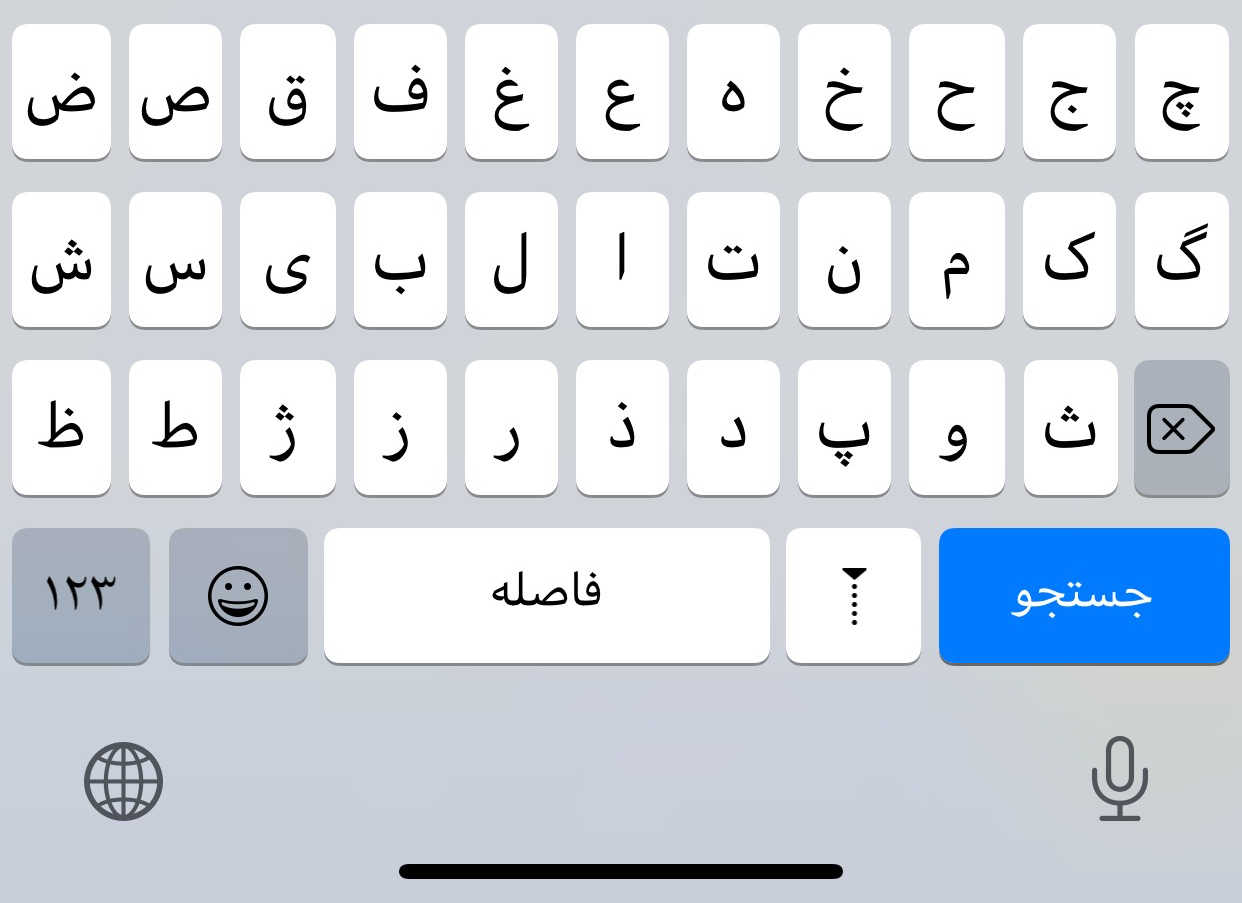 ض ص ق ف غ ع ه خ ح ج چ
ش س ی ب ل ا ت ن م ک گ
ظ ط ژ ز ر ذ د پ و ث
۱۲۳ فاصله جستجو